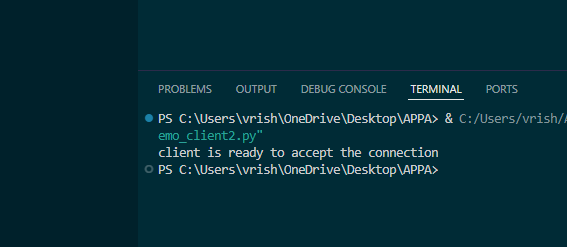 PROBLEMS OUTPUT DEBUG CONSOLE TERMINAL PORTS
PS C:\Users\vrish\OneDrive\Desktop\APPA> & C:/Users/vrish/A
emo_client2.py"
client is ready to accept the connection
PS C:\Users\vrish\OneDrive\Desktop\APPA>